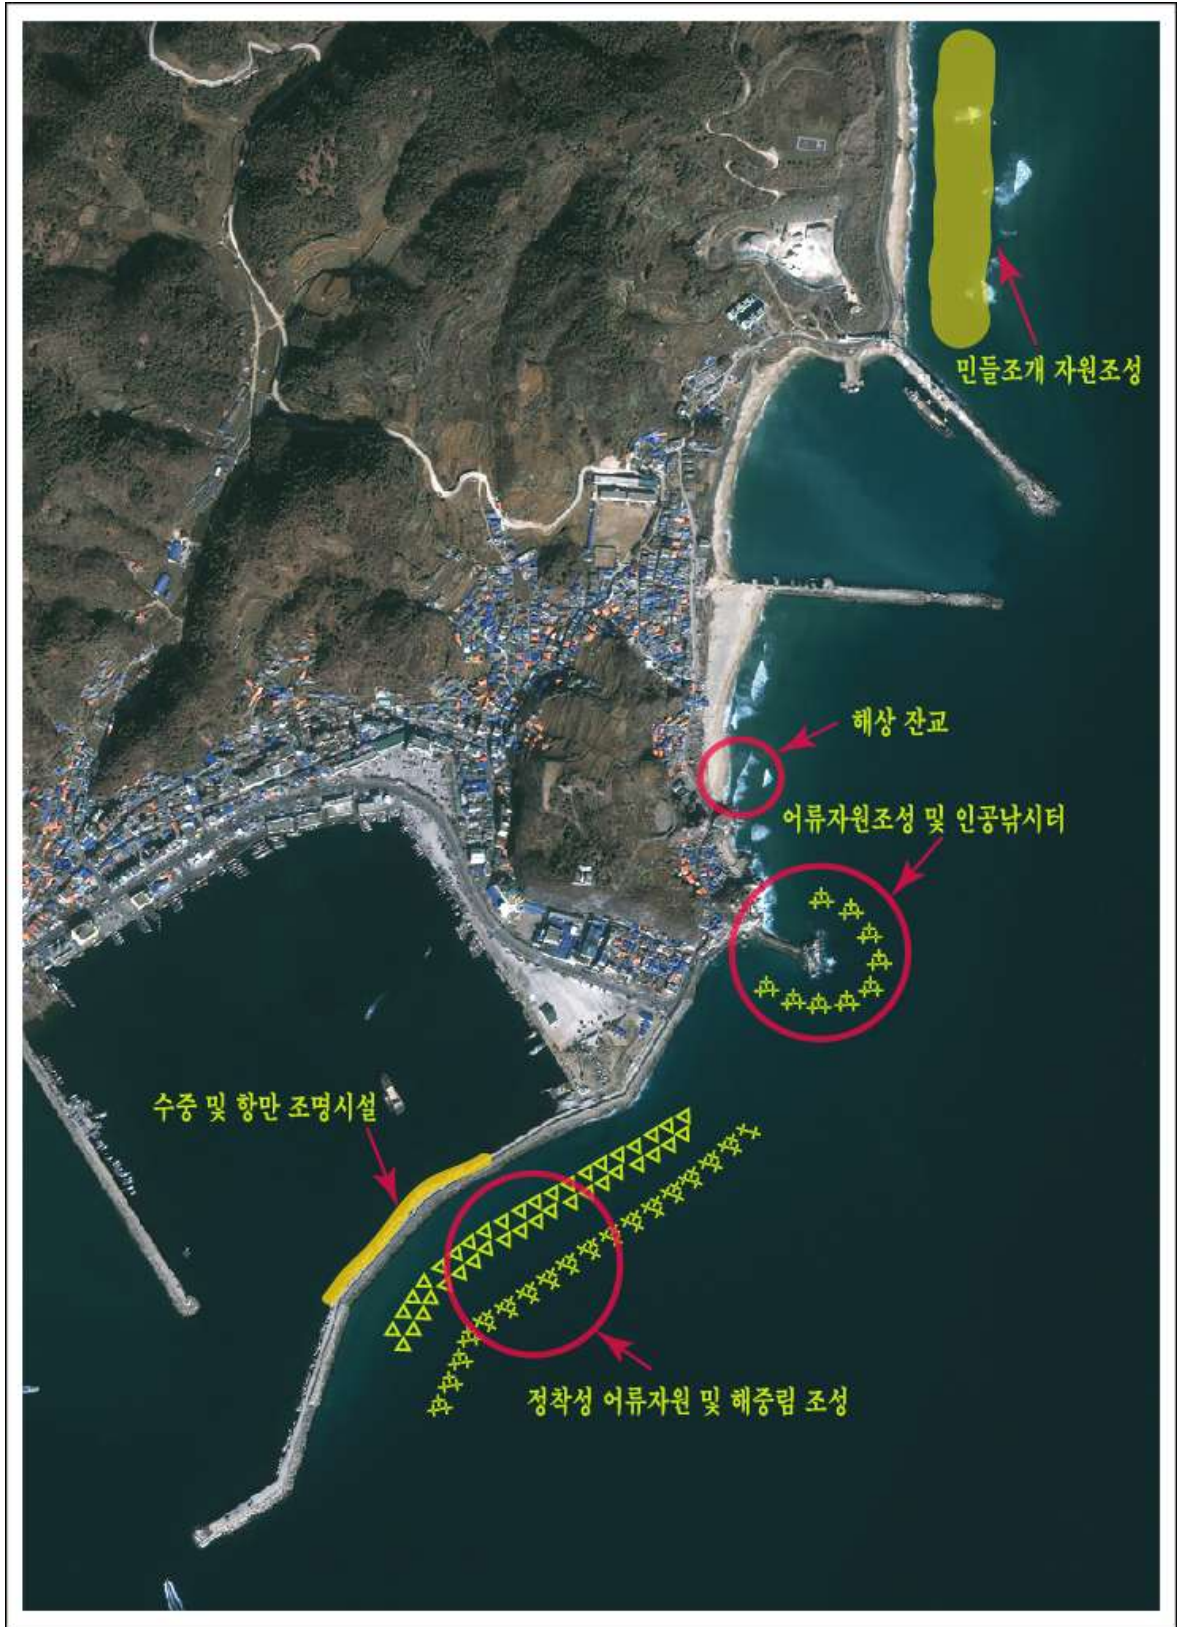 민들조개 자원조성
해상 잔교
어류자원조성 및 인공낚시터
수중 및 항만 조명시설
정착성 어류자원 및 해중림 조성